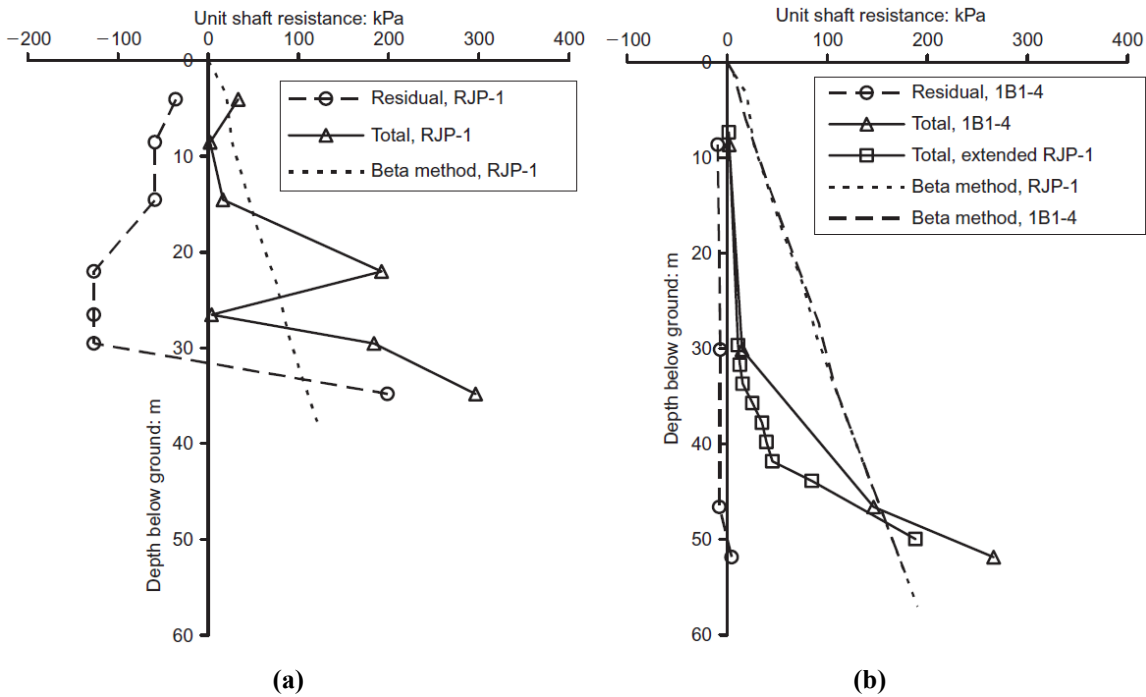 Unit shaft resistance: kPa
−200
−100
0
100
200
300
400
0
10
20
30
40
50
60
Depth below ground: m
Residual, RJP-1
Total, RJP-1
Beta method, RJP-1
(a)
Unit shaft resistance: kPa
−100
0
100
200
300
400
0
10
20
30
40
50
60
Depth below ground: m
Residual, 1B1-4
Total, 1B1-4
Total, extended RJP-1
Beta method, RJP-1
Beta method, 1B1-4
(b)